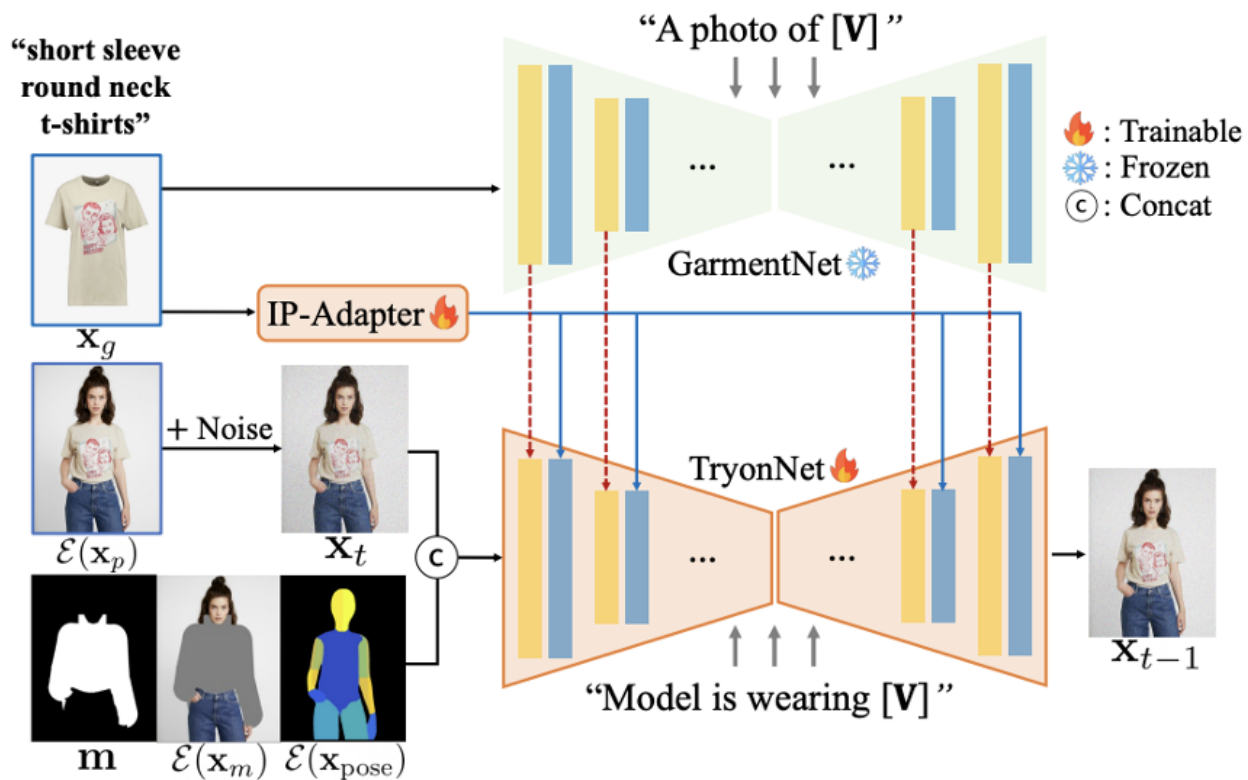 “short sleeve
round neck
t-shirts”
“A photo of [V]”
🔥 : Trainable
❄ : Frozen
C : Concat
...
...
GarmentNet
x_g
IP-Adapter
+ Noise
ℰ(x_p)
x_t
C
TryonNet
...
...
x_{t−1}
“Model is wearing [V]”
m
ℰ(x_m)
ℰ(x_pose)